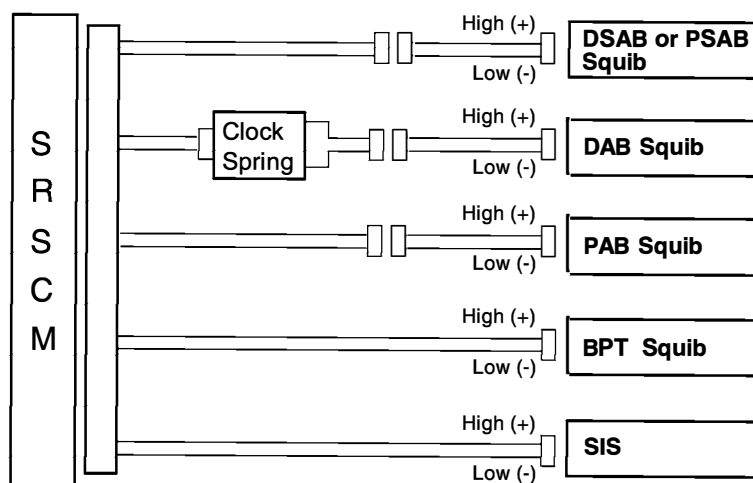 S
R
S
C
M
High (+)
Low (-)
DSAB or PSAB
Squib
Clock
Spring
High (+)
Low (-)
DAB Squib
High (+)
Low (-)
PAB Squib
High (+)
Low (-)
BPT Squib
High (+)
Low (-)
SIS